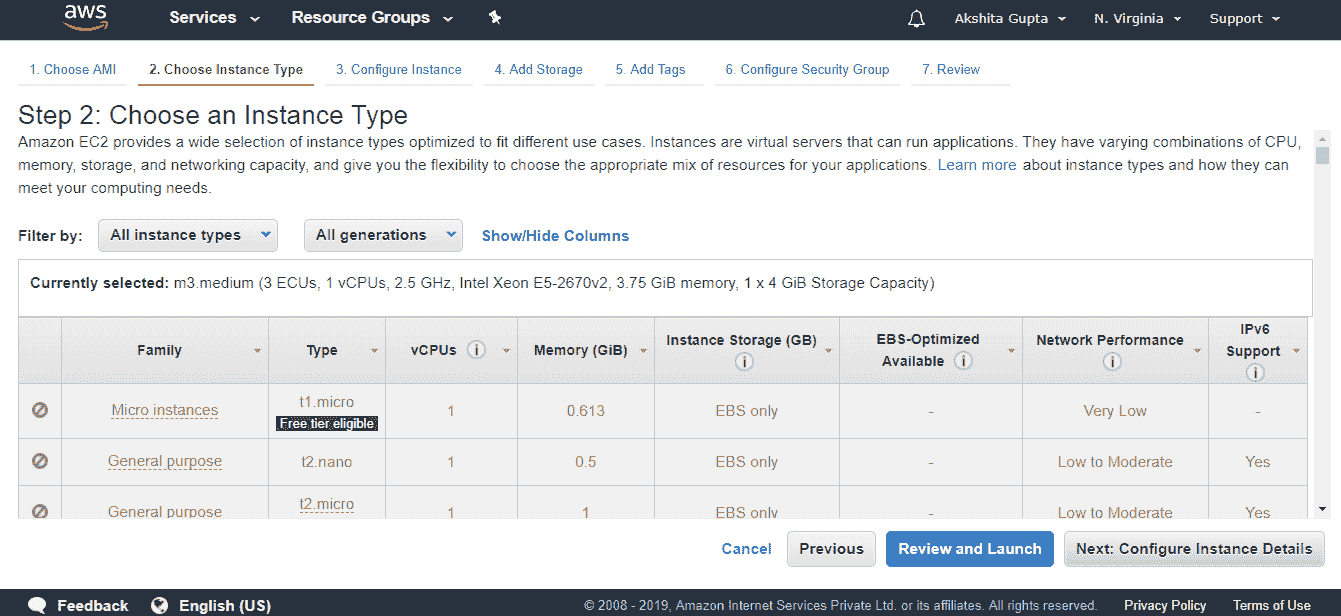 aws Services Resource Groups Akshita Gupta N. Virginia Support
1. Choose AMI 2. Choose Instance Type 3. Configure Instance 4. Add Storage 5. Add Tags 6. Configure Security Group 7. Review
Step 2: Choose an Instance Type
Amazon EC2 provides a wide selection of instance types optimized to fit different use cases. Instances are virtual servers that can run applications. They have varying combinations of CPU,
memory, storage, and networking capacity, and give you the flexibility to choose the appropriate mix of resources for your applications. Learn more about instance types and how they can
meet your computing needs.
Filter by: All instance types All generations Show/Hide Columns
Currently selected: m3.medium (3 ECUs, 1 vCPUs, 2.5 GHz, Intel Xeon E5-2670v2, 3.75 GiB memory, 1 x 4 GiB Storage Capacity)
Family Type vCPUs i Memory (GiB) Instance Storage (GB) i EBS-Optimized Available i Network Performance i IPv6 Support i
Micro instances t1.micro Free tier eligible 1 0.613 EBS only - Very Low -
General purpose t2.nano 1 0.5 EBS only - Low to Moderate Yes
General purpose t2.micro 1 1 EBS only - Low to Moderate Yes
Cancel Previous Review and Launch Next: Configure Instance Details
Feedback English (US) © 2008 - 2019, Amazon Internet Services Private Ltd. or its affiliates. All rights reserved. Privacy Policy Terms of Use